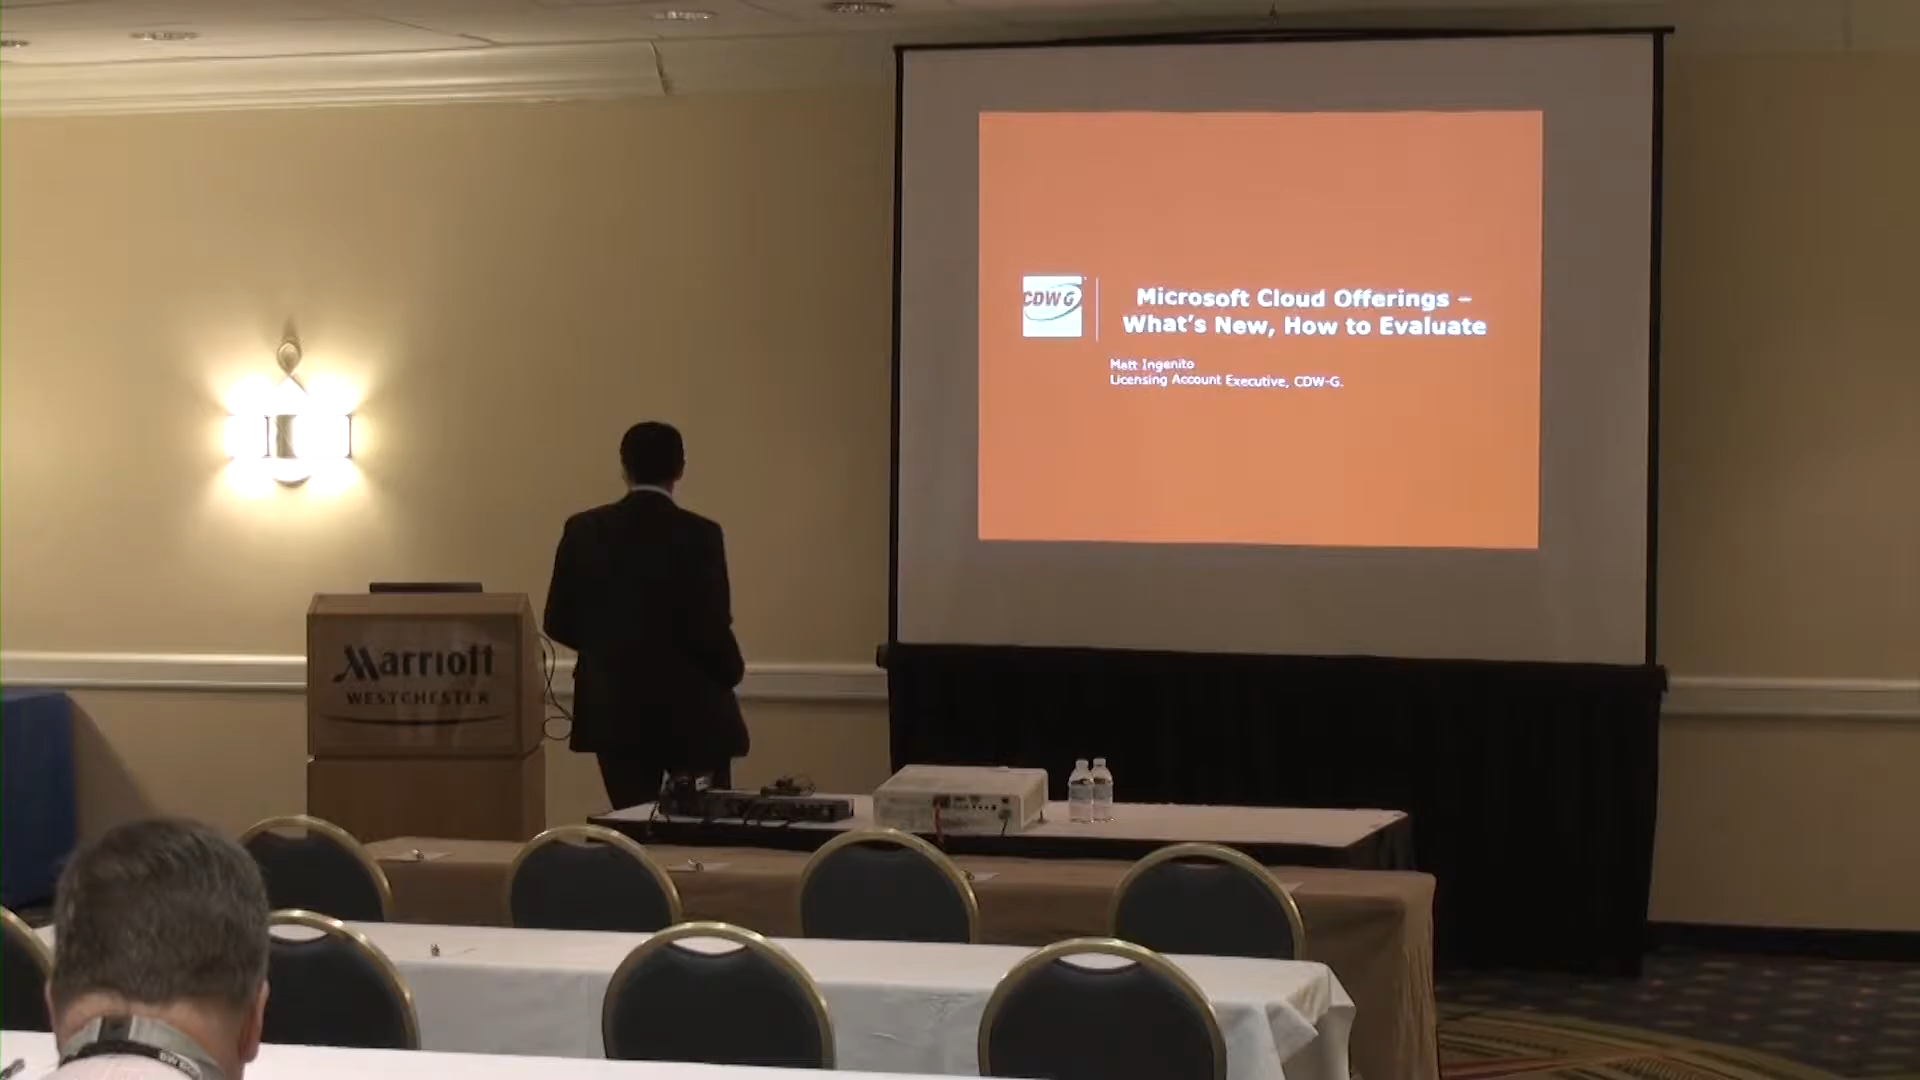 CDW G
Microsoft Cloud Offerings –
What's New, How to Evaluate
Matt Ingenito
Licensing Account Executive, CDW-G.
Marriott
WESTCHESTER